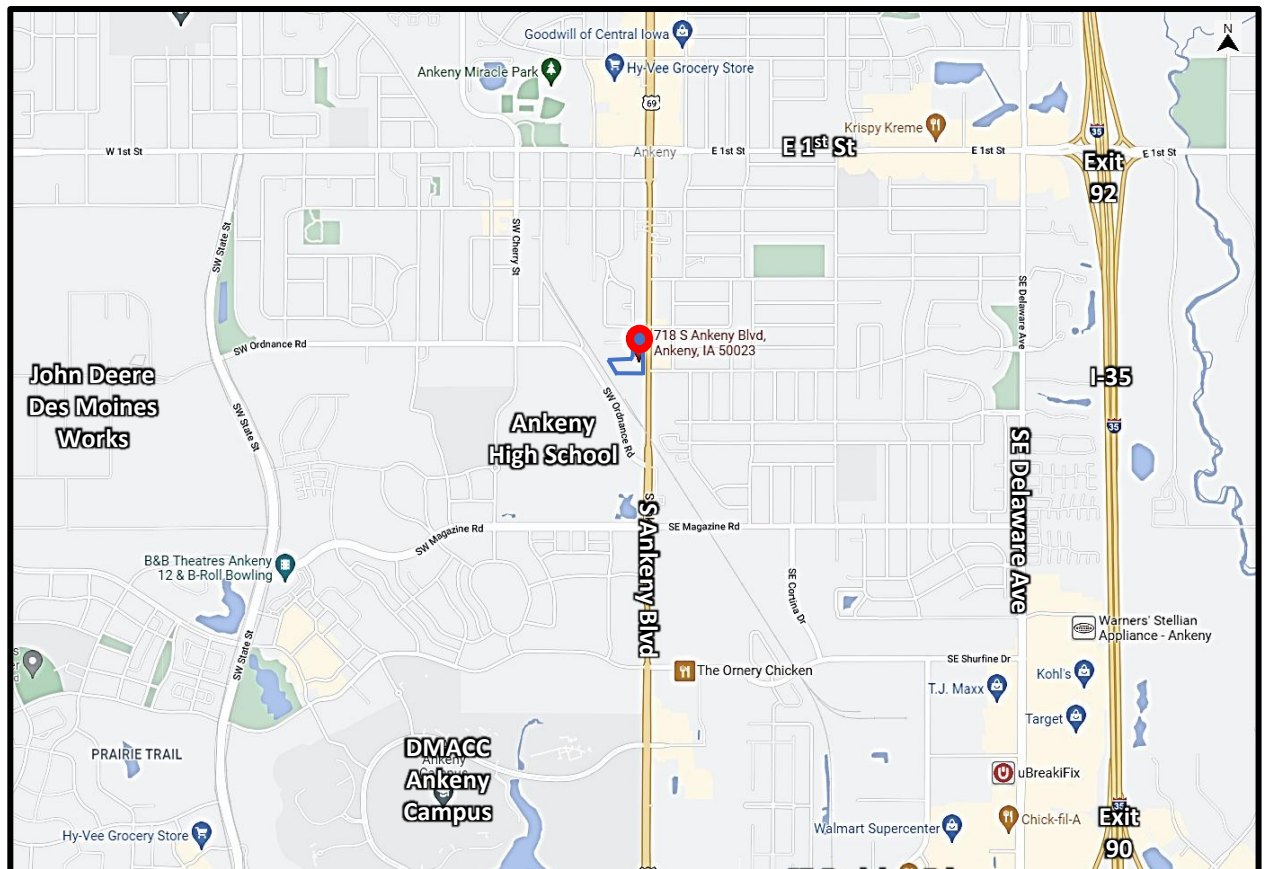 N
Goodwill of Central Iowa
Hy-Vee Grocery Store
Ankeny Miracle Park
69
Krispy Kreme
35
W 1st St
Ankeny
E 1st St
E 1st St
E 1st St
E 1st St
Exit
92
SW State St
SW Cherry St
SE Delaware Ave
718 S Ankeny Blvd,
Ankeny, IA 50023
SW Ordnance Rd
John Deere
Des Moines
Works
I-35
35
SW State St
SW Ordnance Rd
Ankeny
High School
SE Delaware Ave
S Ankeny Blvd
SE Magazine Rd
SW Magazine Rd
B&B Theatres Ankeny
12 & B-Roll Bowling
SE Cortina Dr
Warners' Stellian
Appliance - Ankeny
SW State St
SE Shurfine Dr
The Ornery Chicken
Kohl's
T.J. Maxx
Target
PRAIRIE TRAIL
DMACC
Ankeny
Campus
uBreakiFix
35
Hy-Vee Grocery Store
Walmart Supercenter
Chick-fil-A
Exit
90